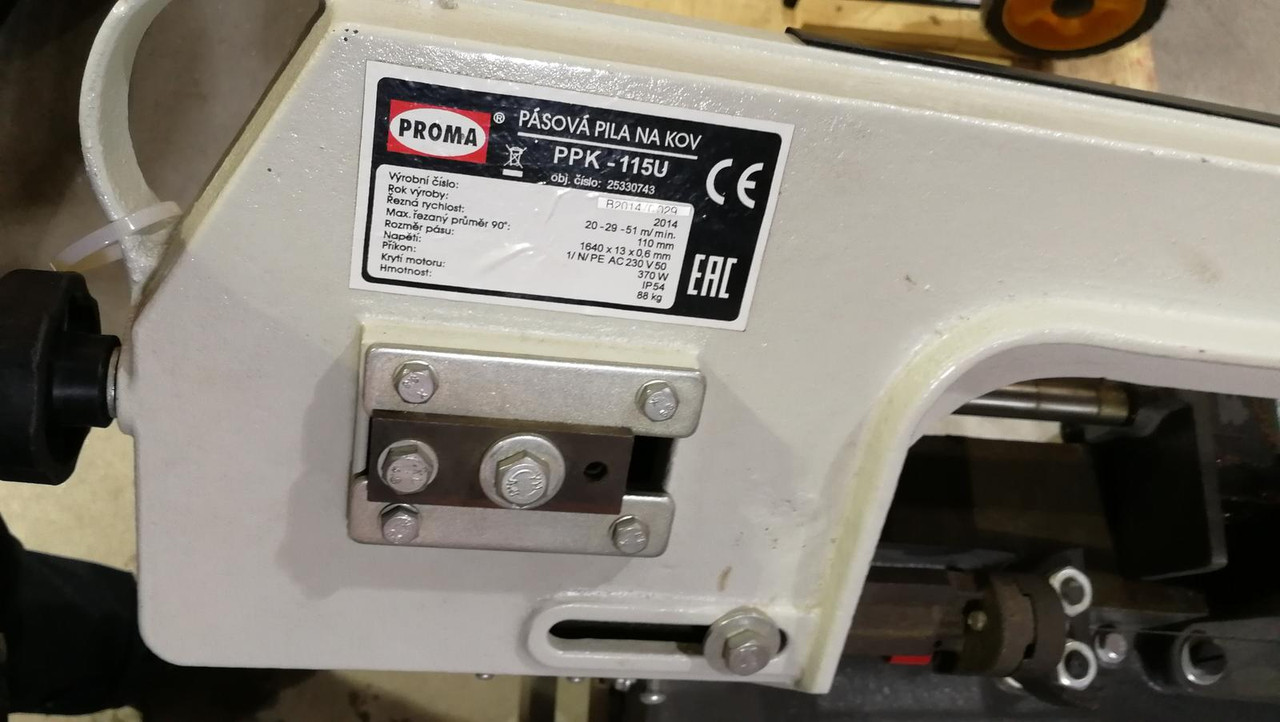 PROMA ®
PÁSOVÁ PILA NA KOV
PPK - 115U
obj. číslo: 25330743
CE
Výrobní číslo:
Rok výroby: 2014
Řezná rychlost: 20 - 29 - 51 m/min.
Max. řezaný průměr 90°: 110 mm
Rozměr pásu: 1640 x 13 x 0,6 mm
Napětí: 1/ N/ PE AC 230 V 50
Příkon: 370 W
Krytí motoru: IP 54
Hmotnost: 88 kg
EAC